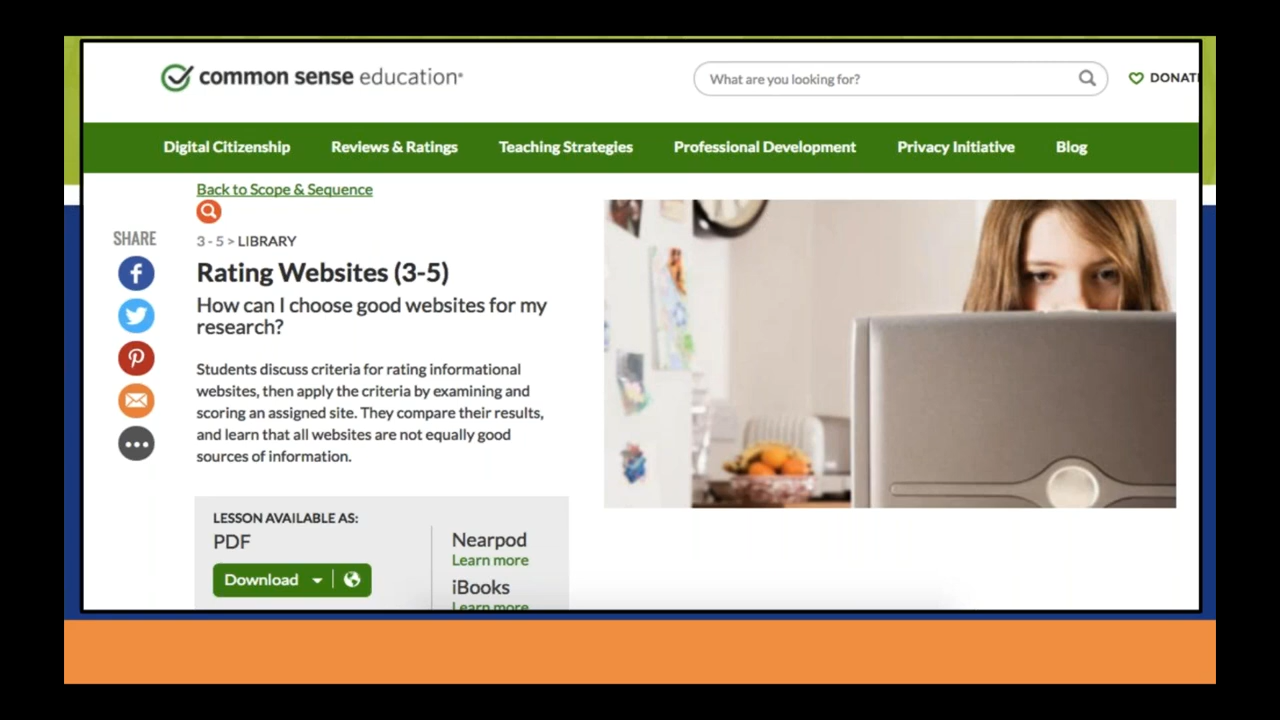 common sense education®
What are you looking for?
Digital Citizenship
Reviews & Ratings
Teaching Strategies
Professional Development
Privacy Initiative
Blog
Back to Scope & Sequence
SHARE
3 - 5 > LIBRARY
Rating Websites (3-5)
How can I choose good websites for my
research?
Students discuss criteria for rating informational
websites, then apply the criteria by examining and
scoring an assigned site. They compare their results,
and learn that all websites are not equally good
sources of information.
LESSON AVAILABLE AS:
PDF
Download
Nearpod
Learn more
iBooks
Learn more